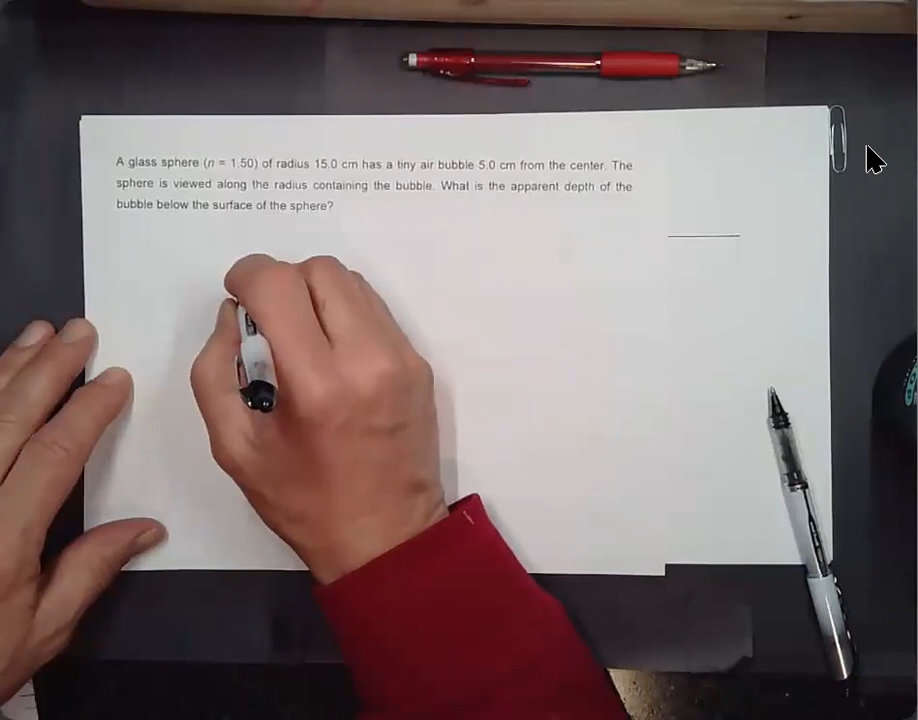 A glass sphere (n = 1.50) of radius 15.0 cm has a tiny air bubble 5.0 cm from the center. The
sphere is viewed along the radius containing the bubble. What is the apparent depth of the
bubble below the surface of the sphere?